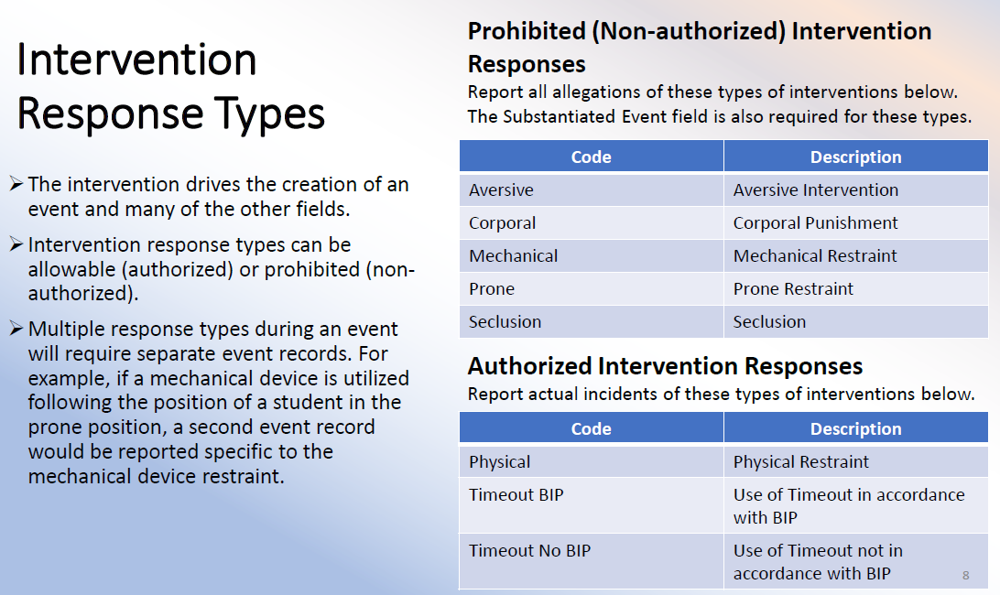 Intervention
Response Types
➢ The intervention drives the creation of an
event and many of the other fields.
➢ Intervention response types can be
allowable (authorized) or prohibited (non-
authorized).
➢ Multiple response types during an event
will require separate event records. For
example, if a mechanical device is utilized
following the position of a student in the
prone position, a second event record
would be reported specific to the
mechanical device restraint.
Prohibited (Non-authorized) Intervention
Responses
Report all allegations of these types of interventions below.
The Substantiated Event field is also required for these types.
Code Description
Aversive Aversive Intervention
Corporal Corporal Punishment
Mechanical Mechanical Restraint
Prone Prone Restraint
Seclusion Seclusion
Authorized Intervention Responses
Report actual incidents of these types of interventions below.
Code Description
Physical Physical Restraint
Timeout BIP Use of Timeout in accordance
with BIP
Timeout No BIP Use of Timeout not in
accordance with BIP
8